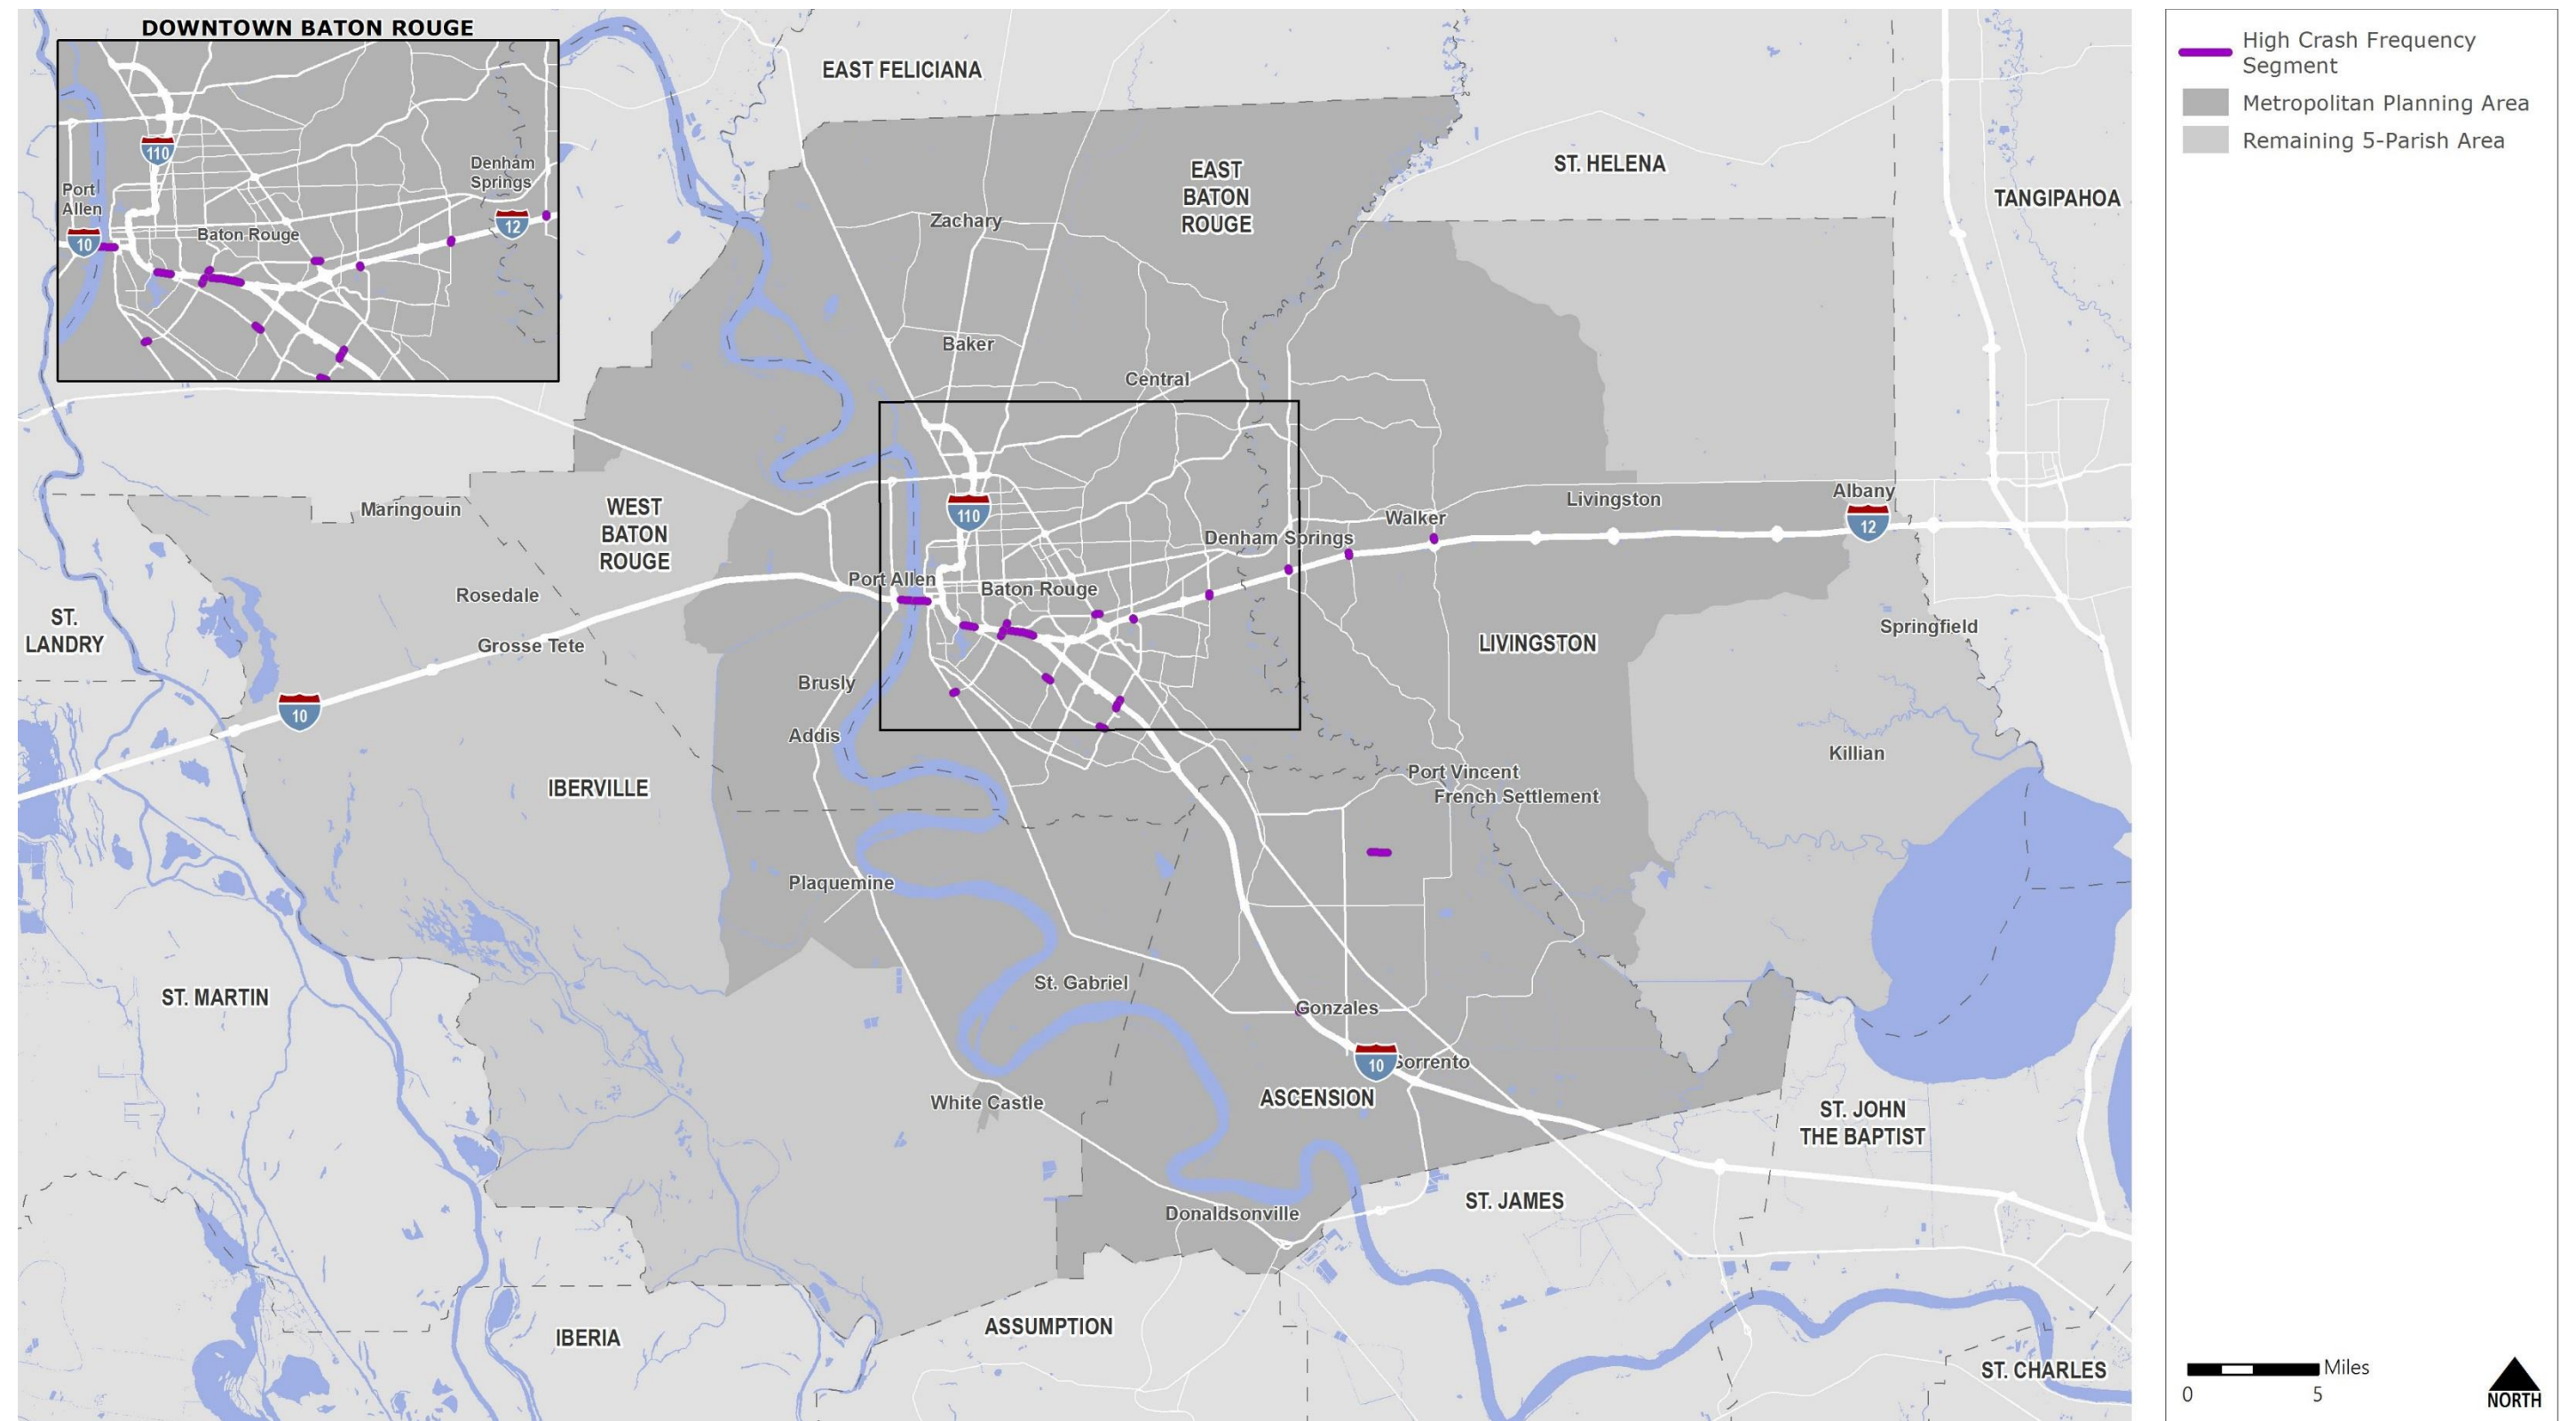 DOWNTOWN BATON ROUGE
110
Denham
Springs
Port
Allen
12
Baton Rouge
10
High Crash Frequency
Segment
Metropolitan Planning Area
Remaining 5-Parish Area
EAST FELICIANA
EAST
BATON
ROUGE
ST. HELENA
TANGIPAHOA
Zachary
Baker
Central
Maringouin
WEST
BATON
ROUGE
110
Livingston
Albany
12
Walker
Denham Springs
Port Allen
Baton Rouge
Rosedale
ST.
LANDRY
Grosse Tete
LIVINGSTON
Springfield
10
Brusly
Addis
Killian
IBERVILLE
Port Vincent
French Settlement
Plaquemine
ST. MARTIN
St. Gabriel
Gonzales
10
Sorrento
White Castle
ASCENSION
ST. JOHN
THE BAPTIST
ST. JAMES
Donaldsonville
IBERIA
ASSUMPTION
ST. CHARLES
Miles
0
5
NORTH